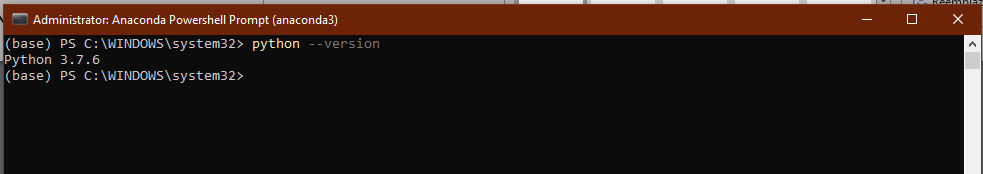 Reemplaz
Administrator: Anaconda Powershell Prompt (anaconda3)
(base) PS C:\WINDOWS\system32> python --version
Python 3.7.6
(base) PS C:\WINDOWS\system32>